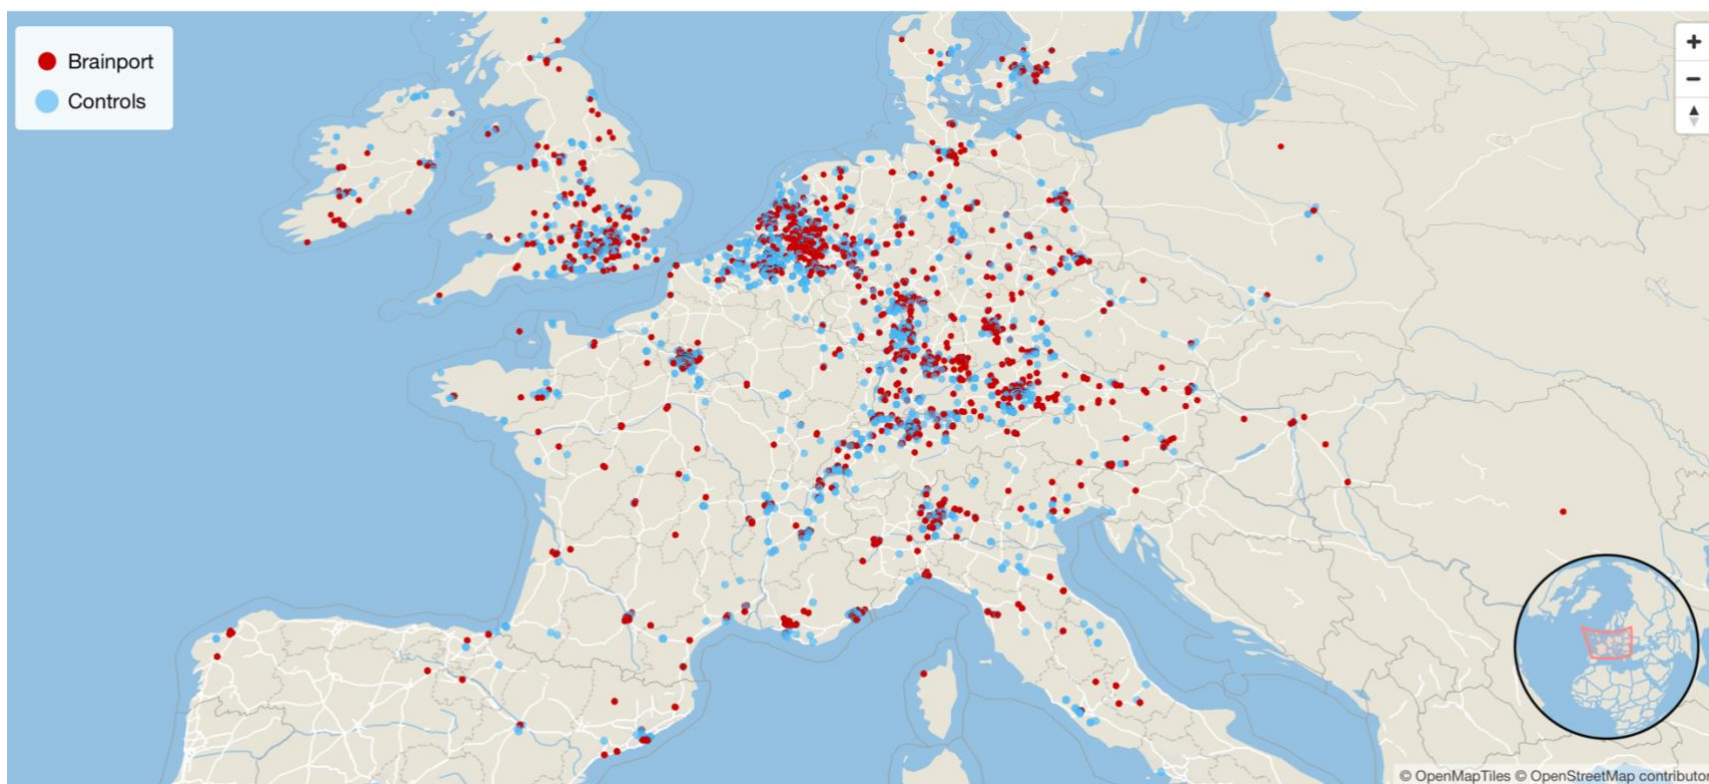 Brainport
Controls
+
−
© OpenMapTiles © OpenStreetMap contributor